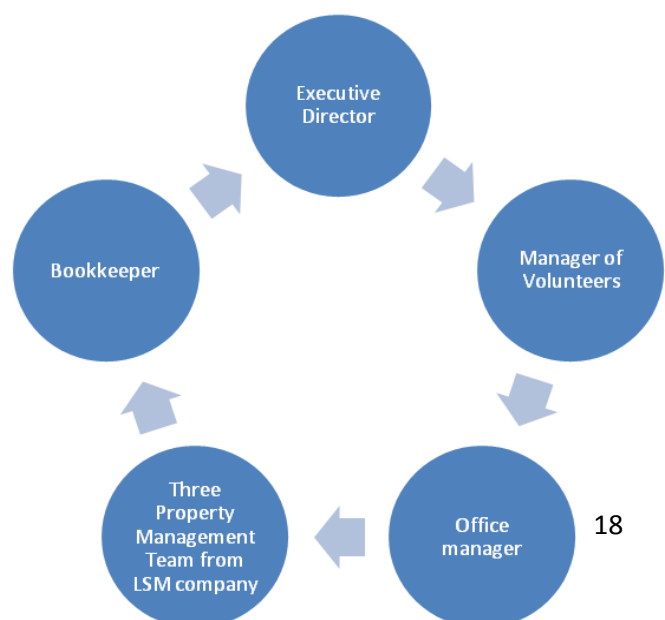 Executive
Director
Manager of
Volunteers
Office
manager
18
Three
Property
Management
Team from
LSM company
Bookkeeper